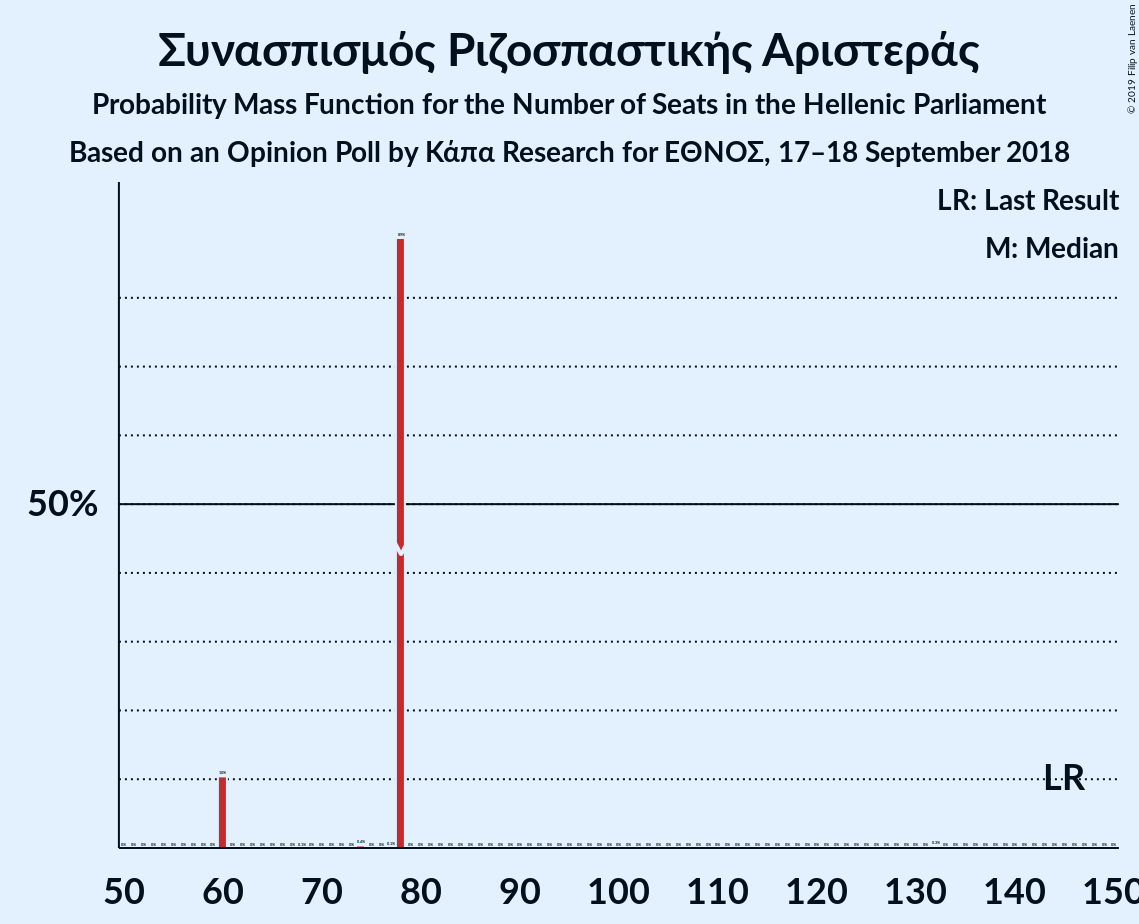 Συνασπισμός Ριζοσπαστικής Αριστεράς
Probability Mass Function for the Number of Seats in the Hellenic Parliament
Based on an Opinion Poll by Κάπα Research for ΕΘΝΟΣ, 17–18 September 2018
© 2019 Filip van Laenen
LR: Last Result
M: Median
50%
LR
50 60 70 80 90 100 110 120 130 140 150